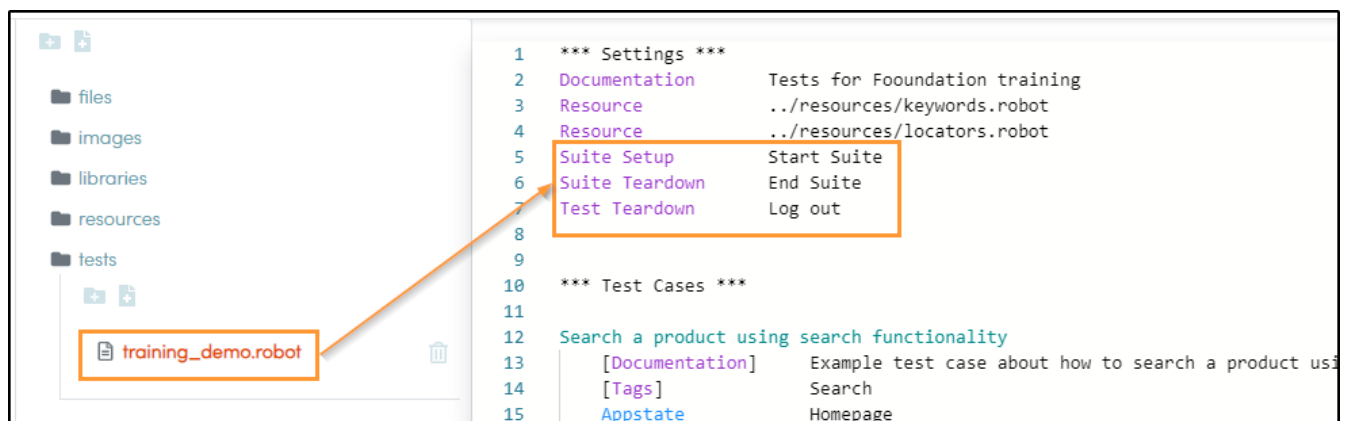 files
images
libraries
resources
tests
training_demo.robot
1 *** Settings ***
2 Documentation Tests for Fooundation training
3 Resource ../resources/keywords.robot
4 Resource ../resources/locators.robot
5 Suite Setup Start Suite
6 Suite Teardown End Suite
7 Test Teardown Log out
8
9
10 *** Test Cases ***
11
12 Search a product using search functionality
13 [Documentation] Example test case about how to search a product usi
14 [Tags] Search
15 Appstate Homepage